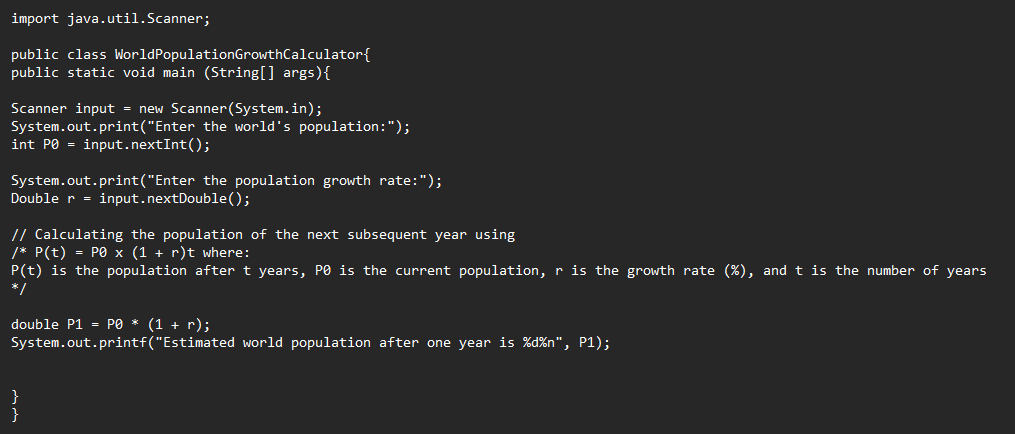 import java.util.Scanner;
public class WorldPopulationGrowthCalculator{
public static void main (String[] args){
Scanner input = new Scanner(System.in);
System.out.print("Enter the world's population:");
int P0 = input.nextInt();
System.out.print("Enter the population growth rate:");
Double r = input.nextDouble();
// Calculating the population of the next subsequent year using
/* P(t) = P0 x (1 + r)t where:
P(t) is the population after t years, P0 is the current population, r is the growth rate (%), and t is the number of years
*/
double P1 = P0 * (1 + r);
System.out.printf("Estimated world population after one year is %d%n", P1);
}
}